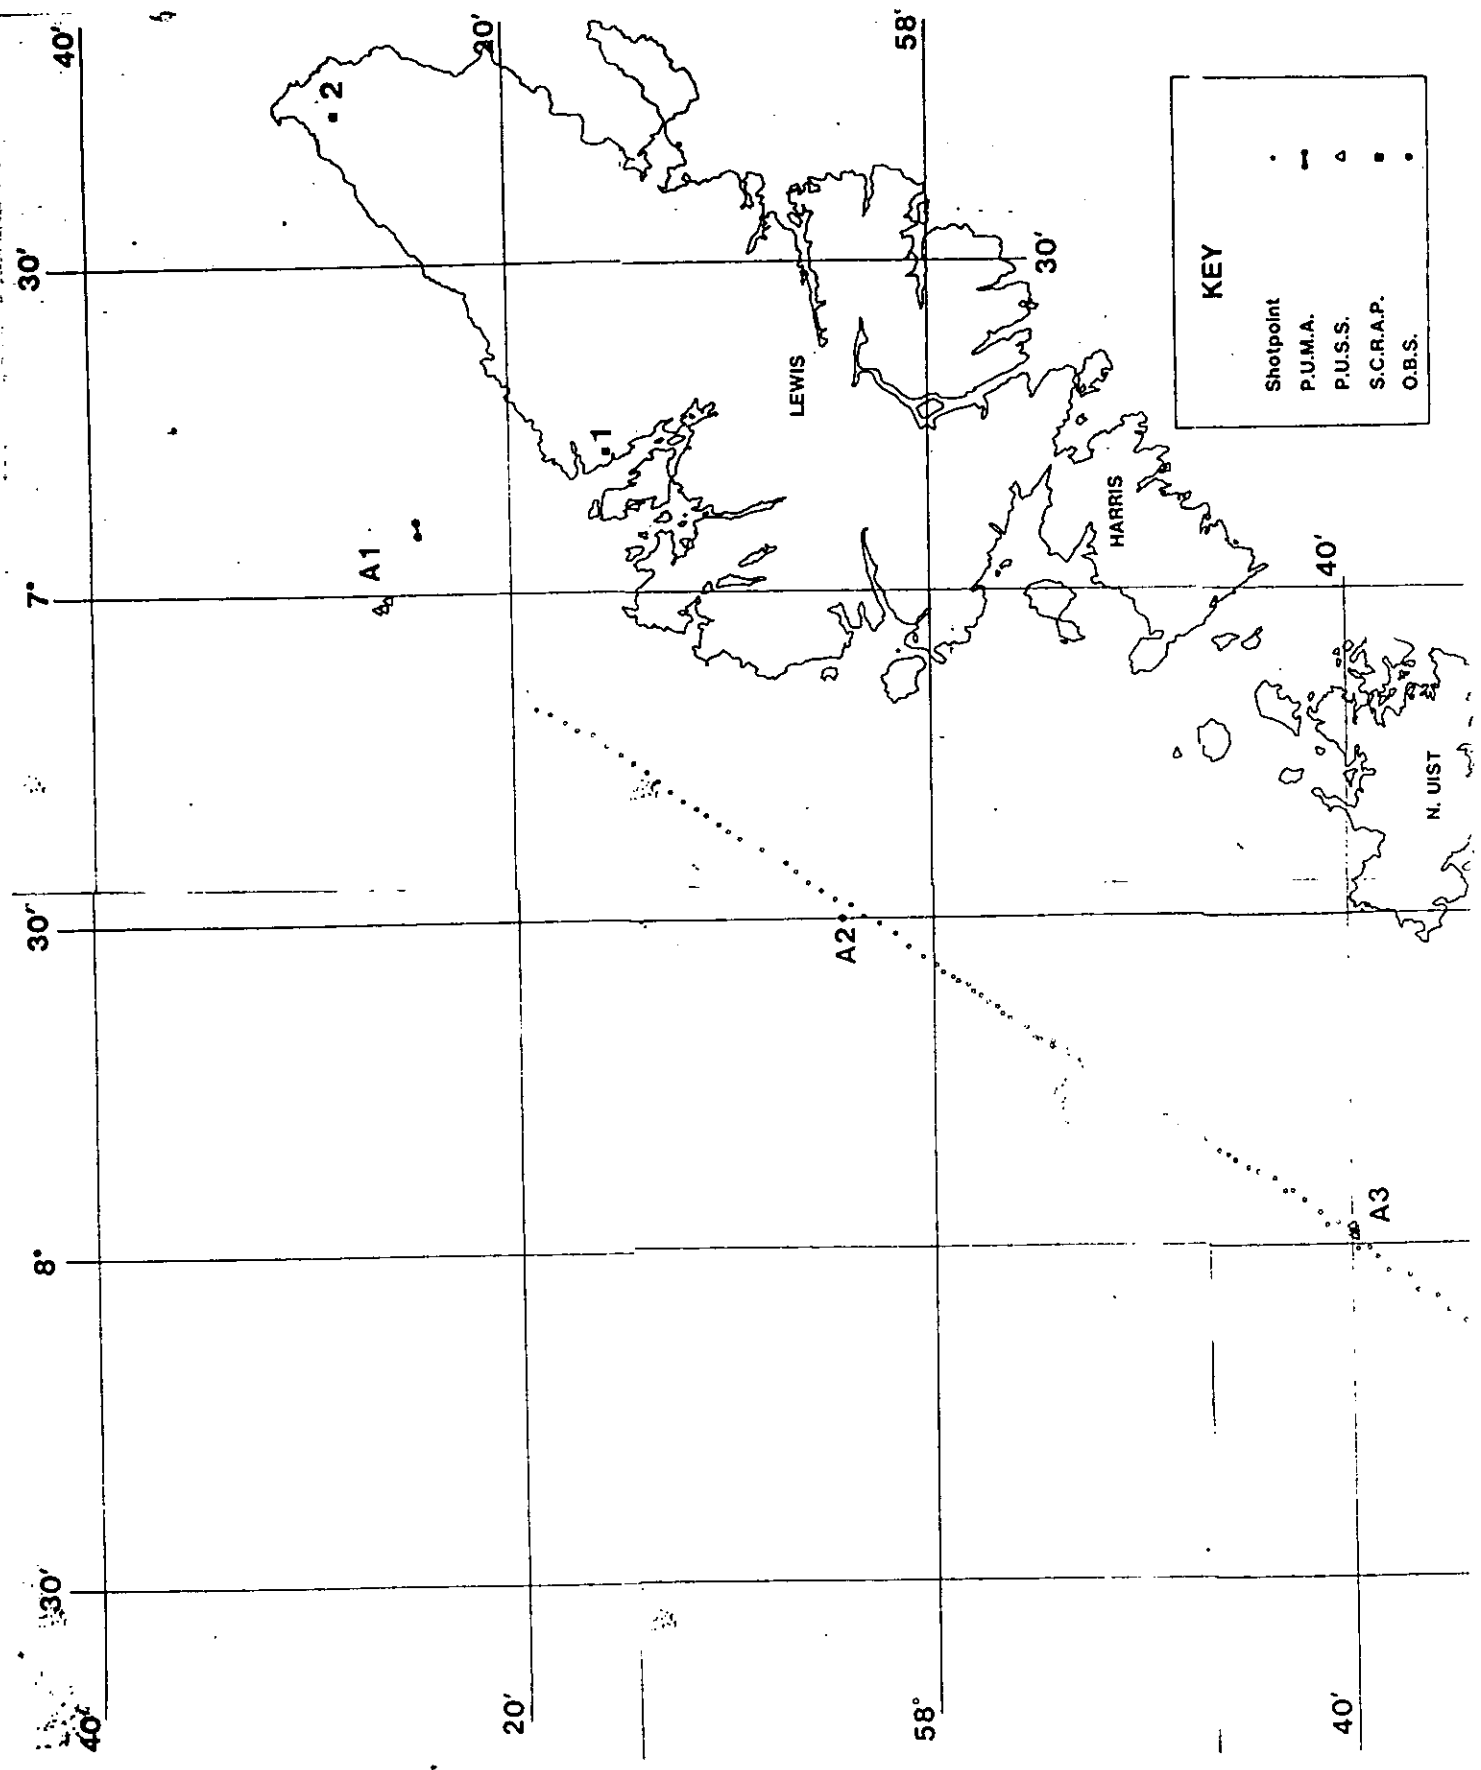 40'
20'
58'
30'
2
30'
LEWIS
1
A1
7°
HARRIS
40'
N. UIST
30'
A2
A3
8°
30'
40'
20'
58°
40'
KEY
Shotpoint
P.U.M.A.
P.U.S.S.
S.C.R.A.P.
O.B.S.